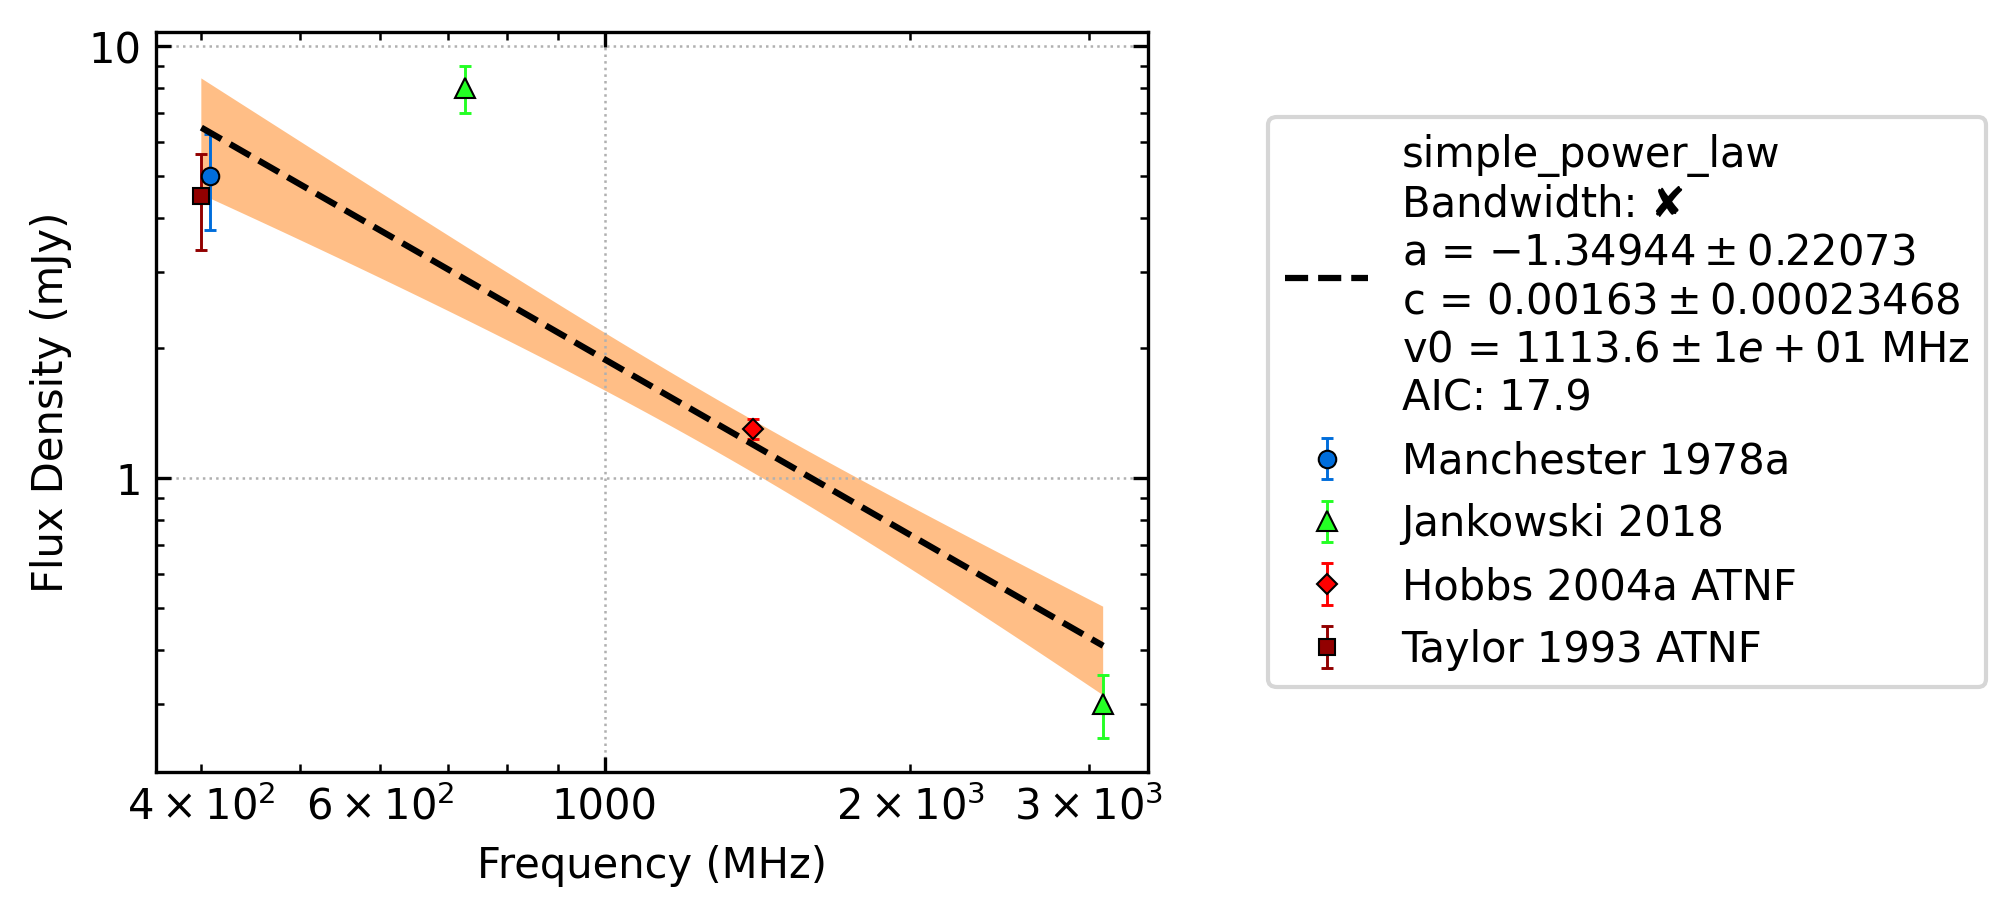 10
1
Flux Density (mJy)
4 × 10² 6 × 10² 1000 2 × 10³ 3 × 10³
Frequency (MHz)
simple_power_law
Bandwidth: ✘
a = −1.34944 ± 0.22073
c = 0.00163 ± 0.00023468
v0 = 1113.6 ± 1e + 01 MHz
AIC: 17.9
Manchester 1978a
Jankowski 2018
Hobbs 2004a ATNF
Taylor 1993 ATNF